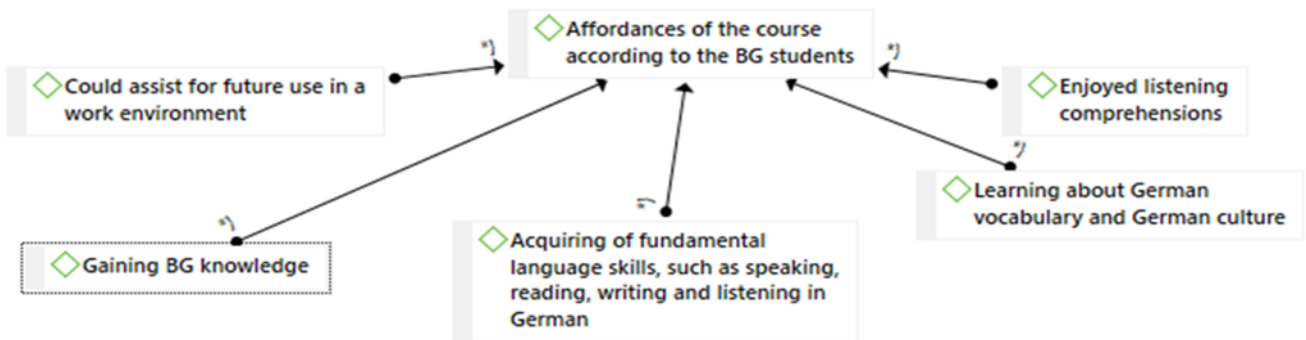 Affordances of the course
according to the BG students
Could assist for future use in a
work environment
Enjoyed listening
comprehensions
Learning about German
vocabulary and German culture
Gaining BG knowledge
Acquiring of fundamental
language skills, such as speaking,
reading, writing and listening in
German